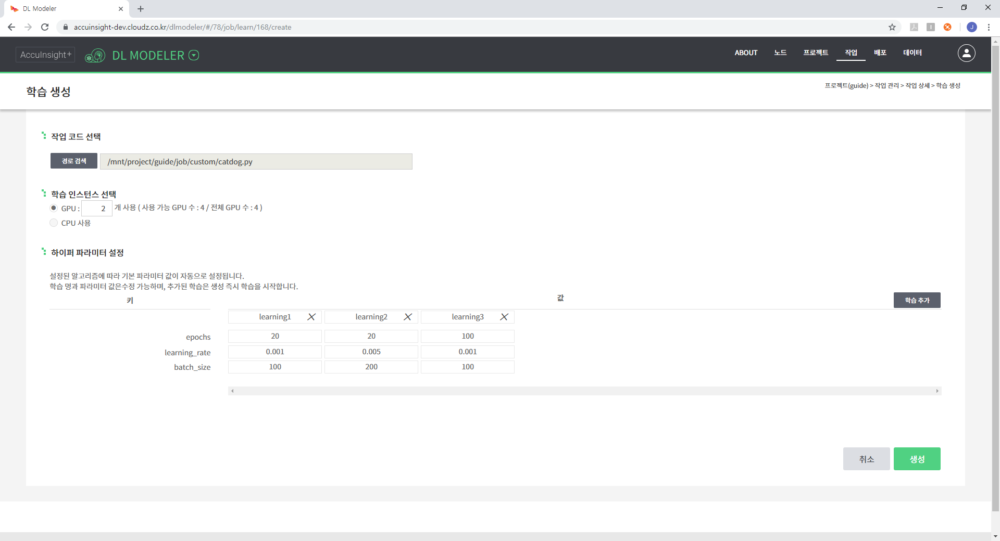 DL Modeler
accuinsight-dev.cloudz.co.kr/dlmodeler/#/78/job/learn/168/create
J
AccuInsight+
DL MODELER
ABOUT 노드 프로젝트 작업 배포 데이터
학습 생성
프로젝트(guide) > 작업 관리 > 작업 상세 > 학습 생성
작업 코드 선택
경로 검색 /mnt/project/guide/job/custom/catdog.py
학습 인스턴스 선택
GPU : 2 개 사용 ( 사용 가능 GPU 수 : 4 / 전체 GPU 수 : 4 )
CPU 사용
하이퍼 파라미터 설정
설정된 알고리즘에 따라 기본 파라미터 값이 자동으로 설정됩니다.
학습 명과 파라미터 값은수정 가능하며, 추가된 학습은 생성 즉시 학습을 시작합니다.
키 값 학습 추가
learning1 learning2 learning3
epochs 20 20 100
learning_rate 0.001 0.005 0.001
batch_size 100 200 100
취소 생성